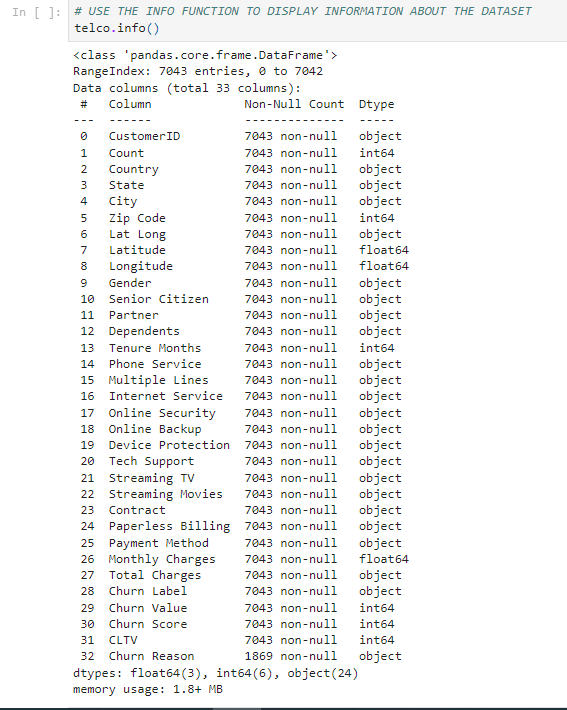 In [ ]: # USE THE INFO FUNCTION TO DISPLAY INFORMATION ABOUT THE DATASET
telco.info()
<class 'pandas.core.frame.DataFrame'>
RangeIndex: 7043 entries, 0 to 7042
Data columns (total 33 columns):
# Column Non-Null Count Dtype
--- ------ -------------- -----
0 CustomerID 7043 non-null object
1 Count 7043 non-null int64
2 Country 7043 non-null object
3 State 7043 non-null object
4 City 7043 non-null object
5 Zip Code 7043 non-null int64
6 Lat Long 7043 non-null object
7 Latitude 7043 non-null float64
8 Longitude 7043 non-null float64
9 Gender 7043 non-null object
10 Senior Citizen 7043 non-null object
11 Partner 7043 non-null object
12 Dependents 7043 non-null object
13 Tenure Months 7043 non-null int64
14 Phone Service 7043 non-null object
15 Multiple Lines 7043 non-null object
16 Internet Service 7043 non-null object
17 Online Security 7043 non-null object
18 Online Backup 7043 non-null object
19 Device Protection 7043 non-null object
20 Tech Support 7043 non-null object
21 Streaming TV 7043 non-null object
22 Streaming Movies 7043 non-null object
23 Contract 7043 non-null object
24 Paperless Billing 7043 non-null object
25 Payment Method 7043 non-null object
26 Monthly Charges 7043 non-null float64
27 Total Charges 7043 non-null object
28 Churn Label 7043 non-null object
29 Churn Value 7043 non-null int64
30 Churn Score 7043 non-null int64
31 CLTV 7043 non-null int64
32 Churn Reason 1869 non-null object
dtypes: float64(3), int64(6), object(24)
memory usage: 1.8+ MB